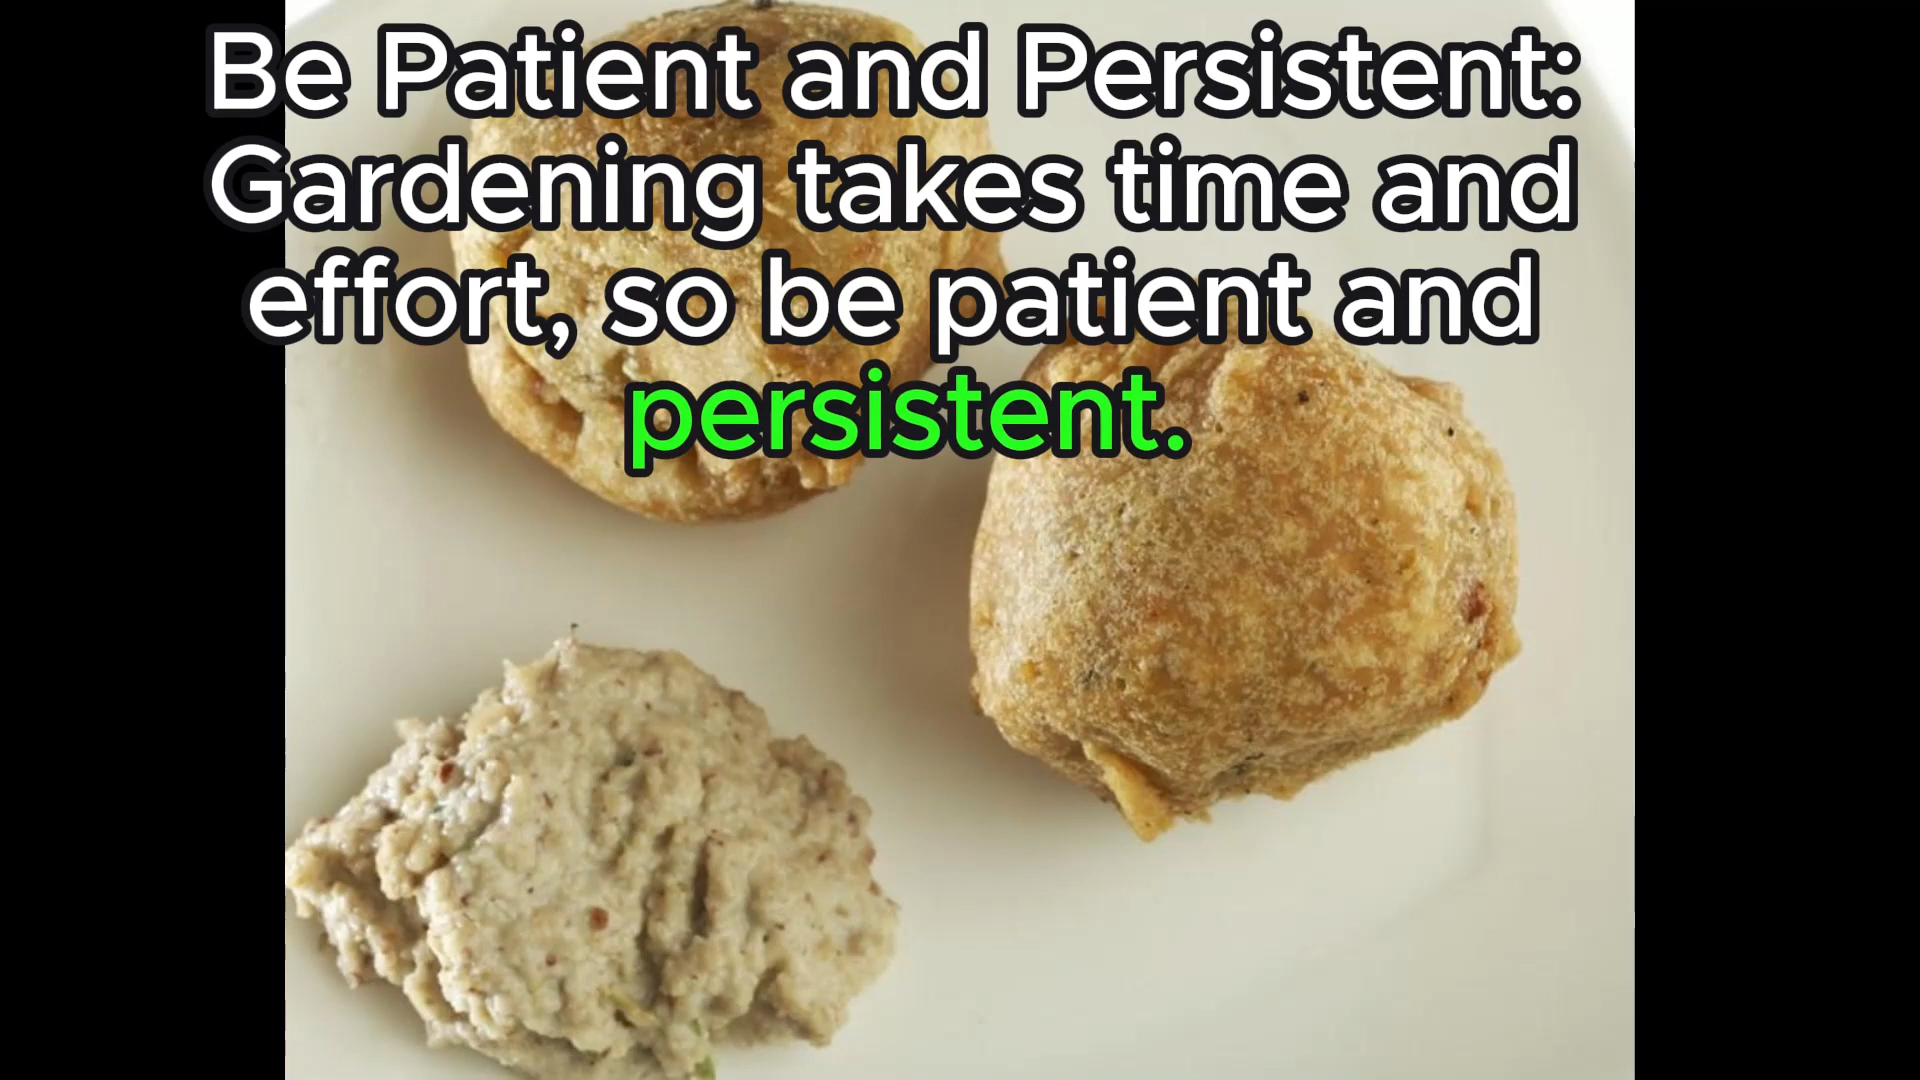 Be Patient and Persistent:
Gardening takes time and
effort, so be patient and
persistent.